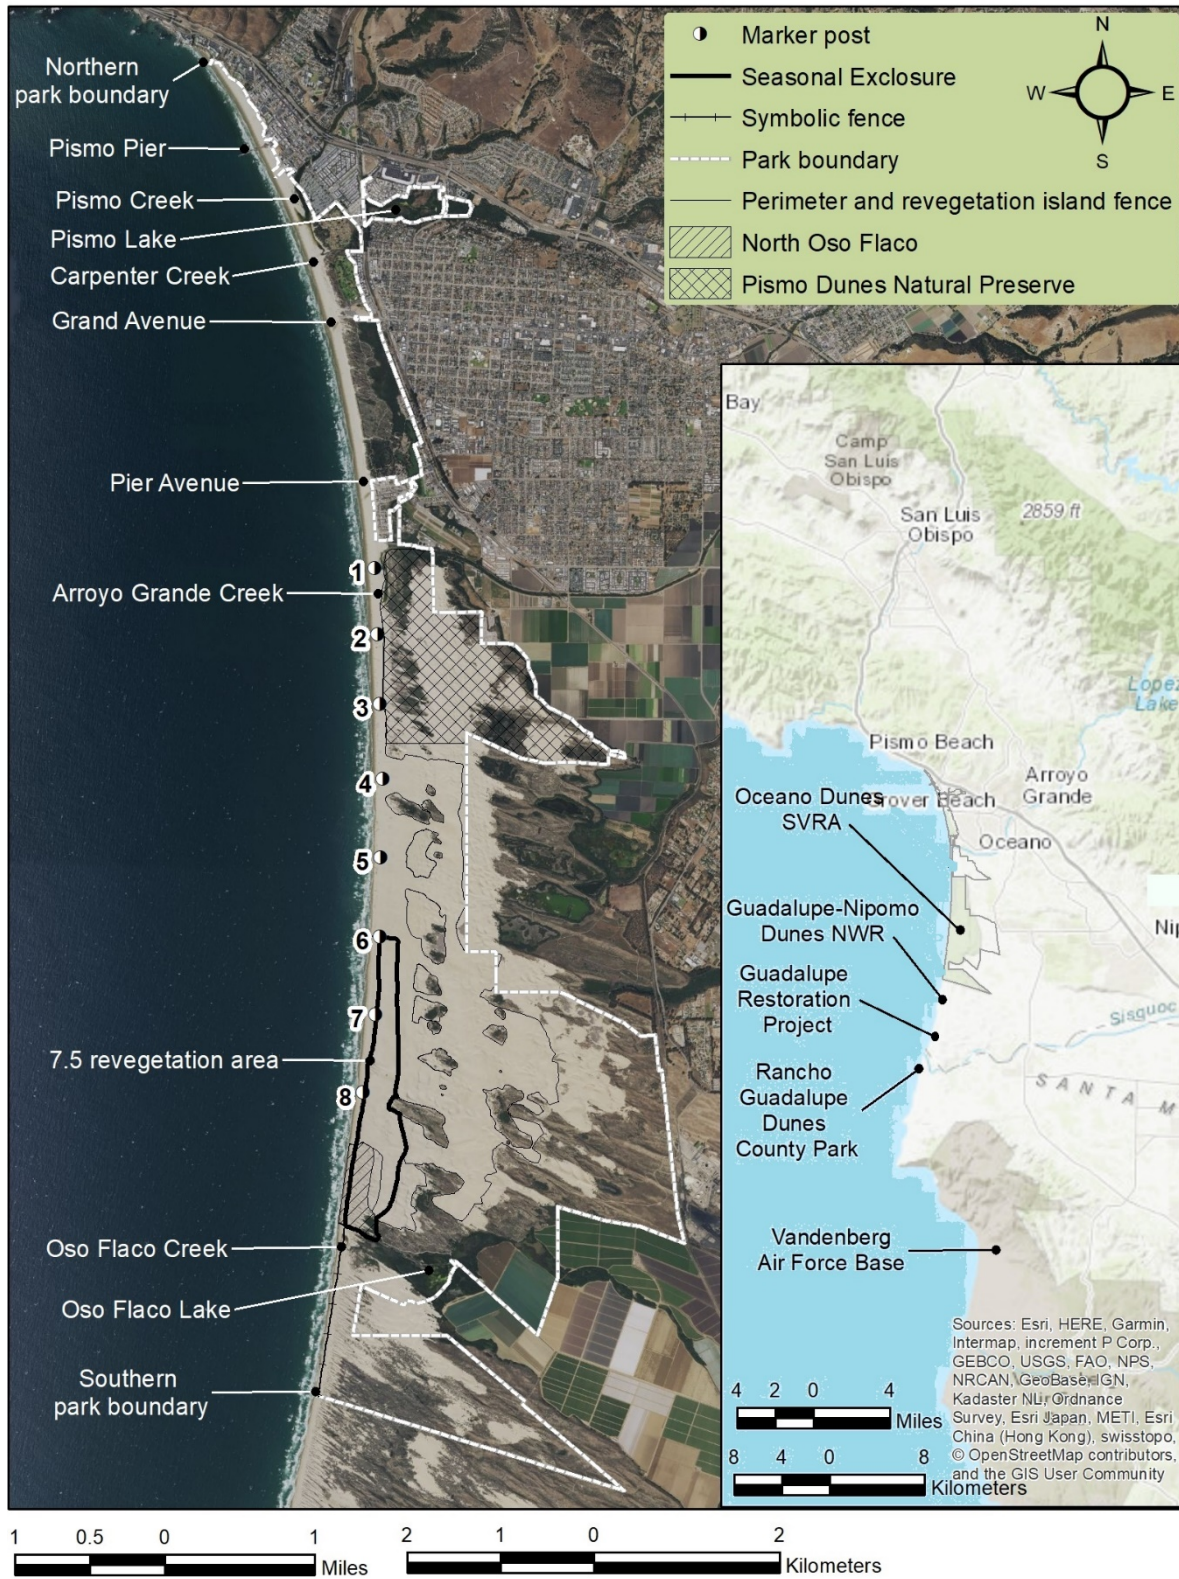 Northern
park boundary
Pismo Pier
Pismo Creek
Pismo Lake
Carpenter Creek
Grand Avenue
Pier Avenue
1
Arroyo Grande Creek
2
3
4
5
6
7
7.5 revegetation area
8
Oso Flaco Creek
Oso Flaco Lake
Southern
park boundary
Marker post
Seasonal Exclosure
Symbolic fence
Park boundary
Perimeter and revegetation island fence
North Oso Flaco
Pismo Dunes Natural Preserve
N
W E
S
Bay
Camp
San Luis
Obispo
San Luis
Obispo
2859 ft
Lopez
Lake
Pismo Beach
Arroyo
Grande
Grover Beach
Oceano
Oceano Dunes
SVRA
Guadalupe-Nipomo
Dunes NWR
Nip
Guadalupe
Restoration
Project
Sisquoc
Rancho
Guadalupe
Dunes
County Park
SANTA M
Vandenberg
Air Force Base
Sources: Esri, HERE, Garmin,
Intermap, increment P Corp.,
GEBCO, USGS, FAO, NPS,
NRCAN, GeoBase, IGN,
Kadaster NL, Ordnance
Survey, Esri Japan, METI, Esri
China (Hong Kong), swisstopo,
© OpenStreetMap contributors,
and the GIS User Community
4 2 0 4
Miles
8 4 0 8
Kilometers
1 0.5 0 1
Miles
2 1 0 2
Kilometers